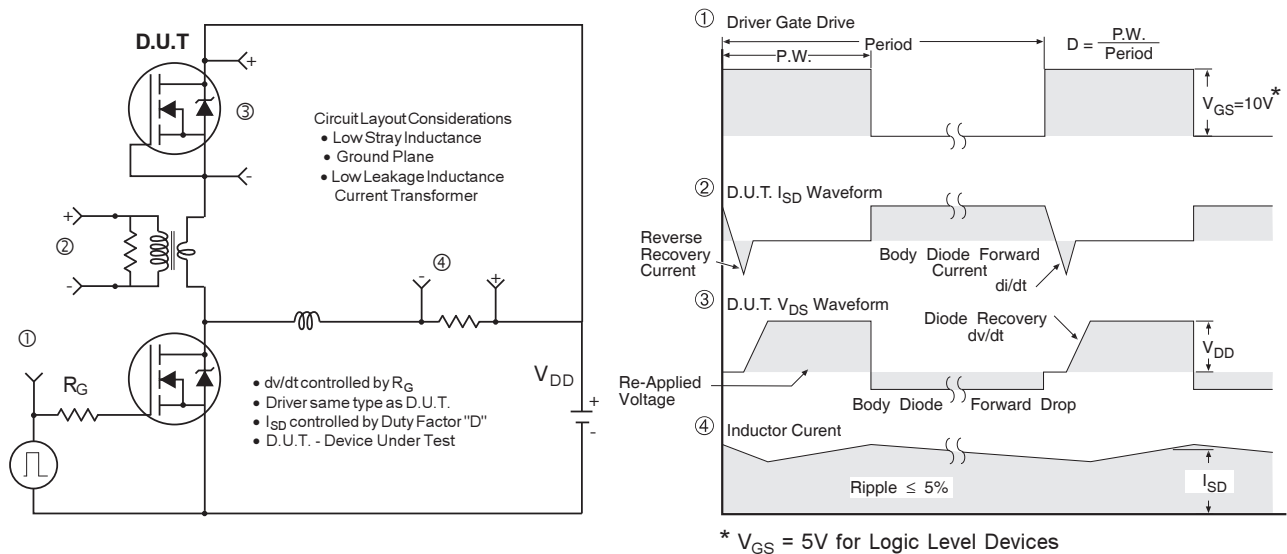 D.U.T
+
③
-
Circuit Layout Considerations
• Low Stray Inductance
• Ground Plane
• Low Leakage Inductance
Current Transformer
+
②
-
④
-
+
①
R_G
• dv/dt controlled by R_G
• Driver same type as D.U.T.
• I_SD controlled by Duty Factor "D"
• D.U.T. - Device Under Test
V_DD
+
-
① Driver Gate Drive
Period
P.W.
D = P.W.
Period
V_GS=10V*
② D.U.T. I_SD Waveform
Reverse
Recovery
Current
Body Diode Forward
Current
di/dt
③ D.U.T. V_DS Waveform
Diode Recovery
dv/dt
V_DD
Re-Applied
Voltage
Body Diode Forward Drop
④ Inductor Curent
Ripple ≤ 5%
I_SD
* V_GS = 5V for Logic Level Devices